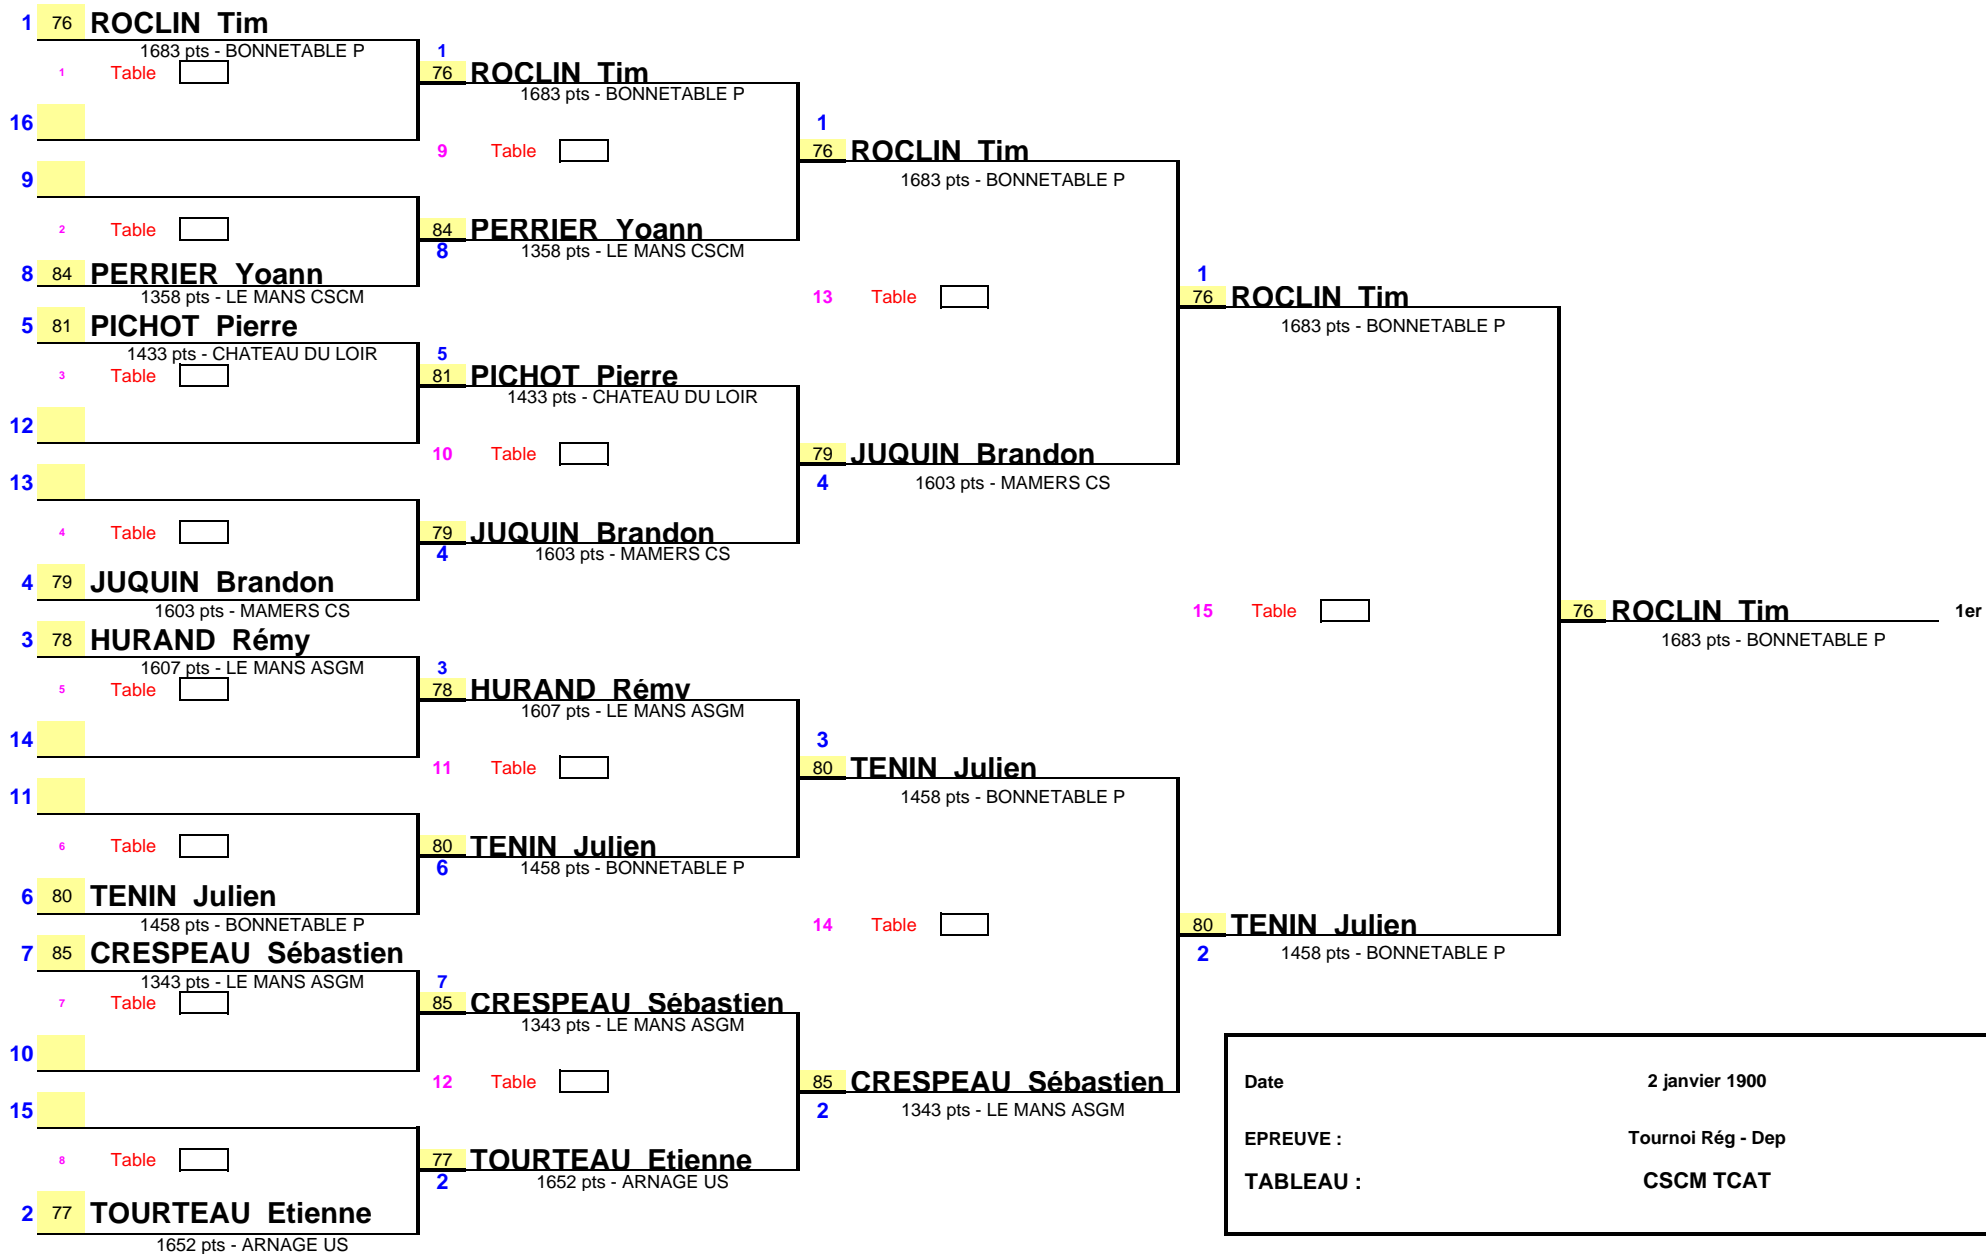 1 76 ROCLIN Tim
1683 pts - BONNETABLE P
1 Table
16
9
2 Table
8 84 PERRIER Yoann
1358 pts - LE MANS CSCM
5 81 PICHOT Pierre
1433 pts - CHATEAU DU LOIR
3 Table
12
13
4 Table
4 79 JUQUIN Brandon
1603 pts - MAMERS CS
3 78 HURAND Rémy
1607 pts - LE MANS ASGM
5 Table
14
11
6 Table
6 80 TENIN Julien
1458 pts - BONNETABLE P
7 85 CRESPEAU Sébastien
1343 pts - LE MANS ASGM
7 Table
10
15
8 Table
2 77 TOURTEAU Etienne
1652 pts - ARNAGE US
1
76 ROCLIN Tim
1683 pts - BONNETABLE P
9 Table
84 PERRIER Yoann
8 1358 pts - LE MANS CSCM
5
81 PICHOT Pierre
1433 pts - CHATEAU DU LOIR
10 Table
79 JUQUIN Brandon
4 1603 pts - MAMERS CS
3
78 HURAND Rémy
1607 pts - LE MANS ASGM
11 Table
80 TENIN Julien
6 1458 pts - BONNETABLE P
7
85 CRESPEAU Sébastien
1343 pts - LE MANS ASGM
12 Table
77 TOURTEAU Etienne
2 1652 pts - ARNAGE US
1
76 ROCLIN Tim
1683 pts - BONNETABLE P
13 Table
79 JUQUIN Brandon
4 1603 pts - MAMERS CS
3
80 TENIN Julien
1458 pts - BONNETABLE P
14 Table
85 CRESPEAU Sébastien
2 1343 pts - LE MANS ASGM
1
76 ROCLIN Tim
1683 pts - BONNETABLE P
15 Table
80 TENIN Julien
2 1458 pts - BONNETABLE P
76 ROCLIN Tim 1er
1683 pts - BONNETABLE P
Date 2 janvier 1900
EPREUVE : Tournoi Rég - Dep
TABLEAU : CSCM TCAT